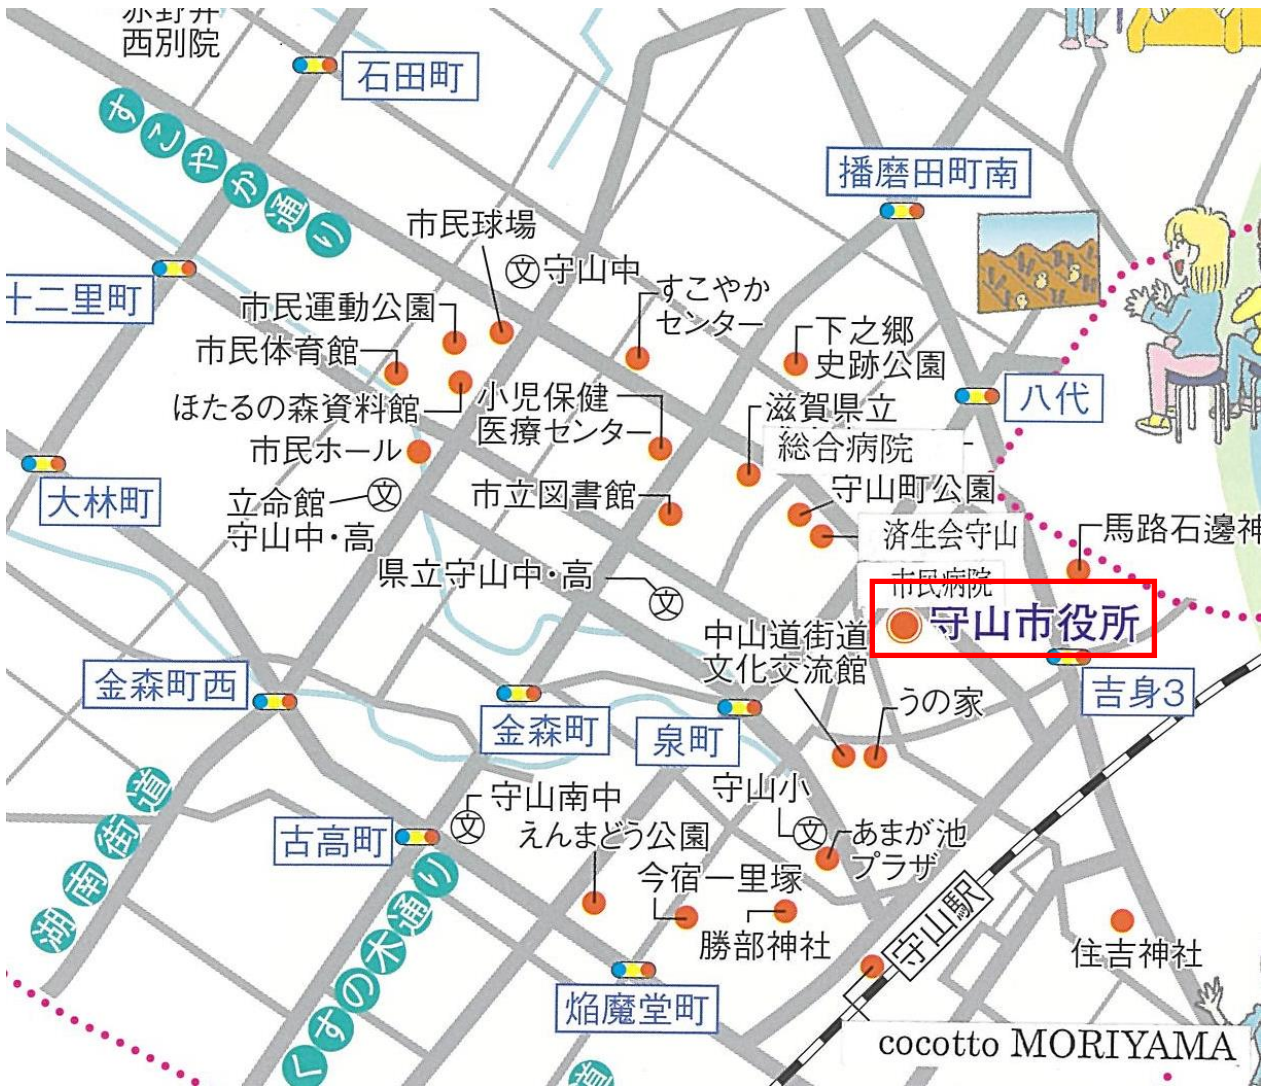 赤野井
西別院
石田町
すこやか通り
播磨田町南
市民球場
守山中
文
すこやか
センター
十二里町
市民運動公園
市民体育館
下之郷
史跡公園
ほたるの森資料館
小児保健
医療センター
八代
滋賀県立
総合病院
市民ホール
大林町
立命館
守山中・高
文
市立図書館
守山町公園
済生会守山
市民病院
馬路石邊神
県立守山中・高
文
守山市役所
中山道街道
文化交流館
金森町西
金森町
泉町
うの家
吉身3
湖南街道
古高町
守山南中
文
えんまどう公園
守山小
文
あまが池
プラザ
今宿一里塚
勝部神社
くすの木通り
守山駅
住吉神社
焔魔堂町
cocotto MORIYAMA
道